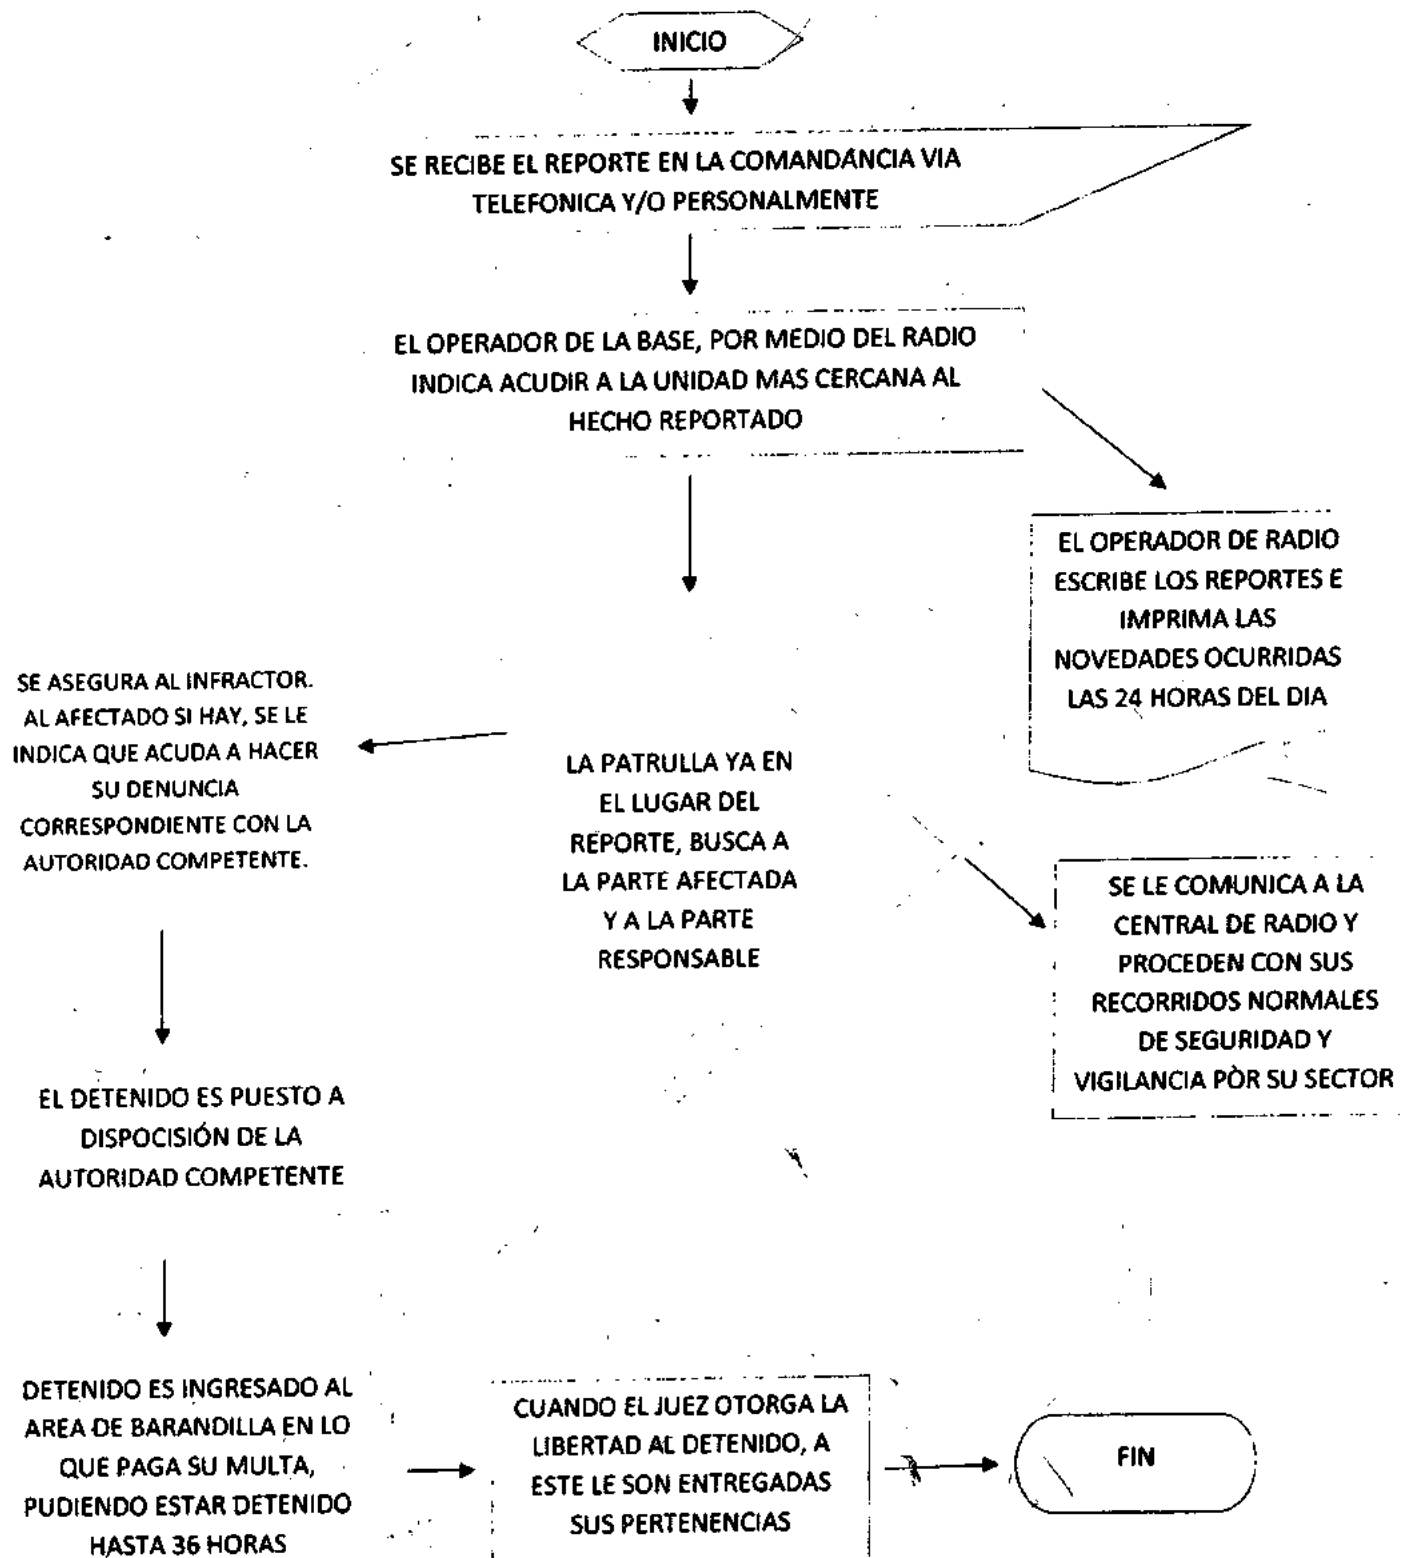 INICIO
SE RECIBE EL REPORTE EN LA COMANDANCIA VIA
TELEFONICA Y/O PERSONALMENTE
EL OPERADOR DE LA BASE, POR MEDIO DEL RADIO
INDICA ACUDIR A LA UNIDAD MAS CERCANA AL
HECHO REPORTADO
EL OPERADOR DE RADIO
ESCRIBE LOS REPORTES E
IMPRIMA LAS
NOVEDADES OCURRIDAS
LAS 24 HORAS DEL DIA
SE ASEGURA AL INFRACTOR.
AL AFECTADO SI HAY, SE LE
INDICA QUE ACUDA A HACER
SU DENUNCIA
CORRESPONDIENTE CON LA
AUTORIDAD COMPETENTE.
LA PATRULLA YA EN
EL LUGAR DEL
REPORTE, BUSCA A
LA PARTE AFECTADA
Y A LA PARTE
RESPONSABLE
SE LE COMUNICA A LA
CENTRAL DE RADIO Y
PROCEDEN CON SUS
RECORRIDOS NORMALES
DE SEGURIDAD Y
VIGILANCIA PÒR SU SECTOR
EL DETENIDO ES PUESTO A
DISPOCISIÓN DE LA
AUTORIDAD COMPETENTE
DETENIDO ES INGRESADO AL
AREA DE BARANDILLA EN LO
QUE PAGA SU MULTA,
PUDIENDO ESTAR DETENIDO
HASTA 36 HORAS
CUANDO EL JUEZ OTORGA LA
LIBERTAD AL DETENIDO, A
ESTE LE SON ENTREGADAS
SUS PERTENENCIAS
FIN